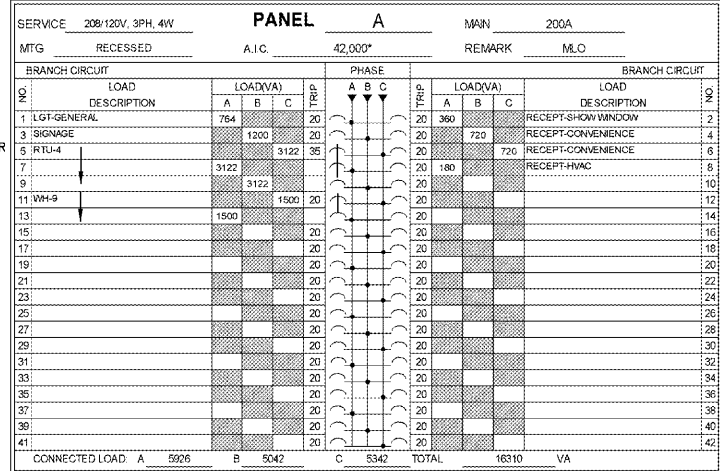 SERVICE 208/120V, 3PH, 4W PANEL A MAIN 200A
MTG RECESSED A.I.C. 42,000* REMARK MLO
BRANCH CIRCUIT PHASE BRANCH CIRCUIT
NO. LOAD DESCRIPTION LOAD(VA) A B C TRIP A B C TRIP LOAD(VA) A B C LOAD DESCRIPTION NO.
1 LGT-GENERAL 764 20 20 360 RECEPT-SHOW WINDOW 2
3 SIGNAGE 1200 20 20 720 RECEPT-CONVENIENCE 4
R
5 RTU-4 3122 35 20 720 RECEPT-CONVENIENCE 6
7 3122 20 180 RECEPT-HVAC 8
9 3122 20 10
11 WH-9 1500 20 20 12
13 1500 20 14
15 20 20 16
17 20 20 18
19 20 20 20
21 20 20 22
23 20 20 24
25 20 20 26
27 20 20 28
29 20 20 30
31 20 20 32
33 20 20 34
35 20 20 36
37 20 20 38
39 20 20 40
41 20 20 42
CONNECTED LOAD: A 5926 B 5042 C 5342 TOTAL 16310 VA